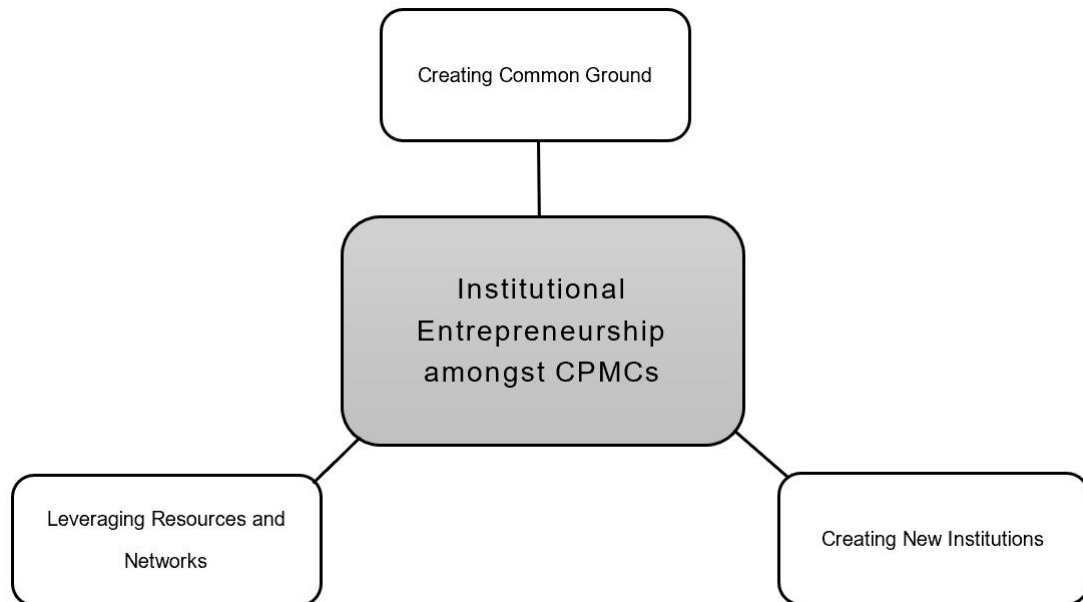 Creating Common Ground
Institutional
Entrepreneurship
amongst CPMCs
Leveraging Resources and
Networks
Creating New Institutions